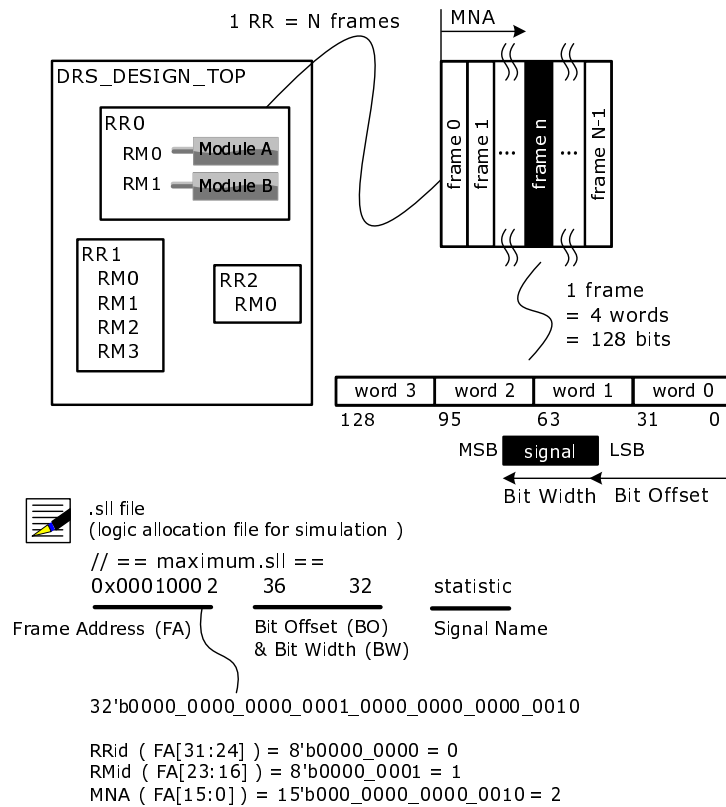 1 RR = N frames
MNA
DRS_DESIGN_TOP
RR0
RM0 Module A
RM1 Module B
RR1
RM0
RM1
RM2
RM3
RR2
RM0
frame 0
frame 1
...
frame n
...
frame N-1
1 frame
= 4 words
= 128 bits
word 3 word 2 word 1 word 0
128 95 63 31 0
MSB signal LSB
Bit Width Bit Offset
.sll file
(logic allocation file for simulation )
// == maximum.sll ==
0x0001000 2 36 32 statistic
Frame Address (FA) Bit Offset (BO) Signal Name
& Bit Width (BW)
32'b0000_0000_0000_0001_0000_0000_0000_0010
RRid ( FA[31:24] ) = 8'b0000_0000 = 0
RMid ( FA[23:16] ) = 8'b0000_0001 = 1
MNA ( FA[15:0] ) = 15'b000_0000_0000_0010 = 2